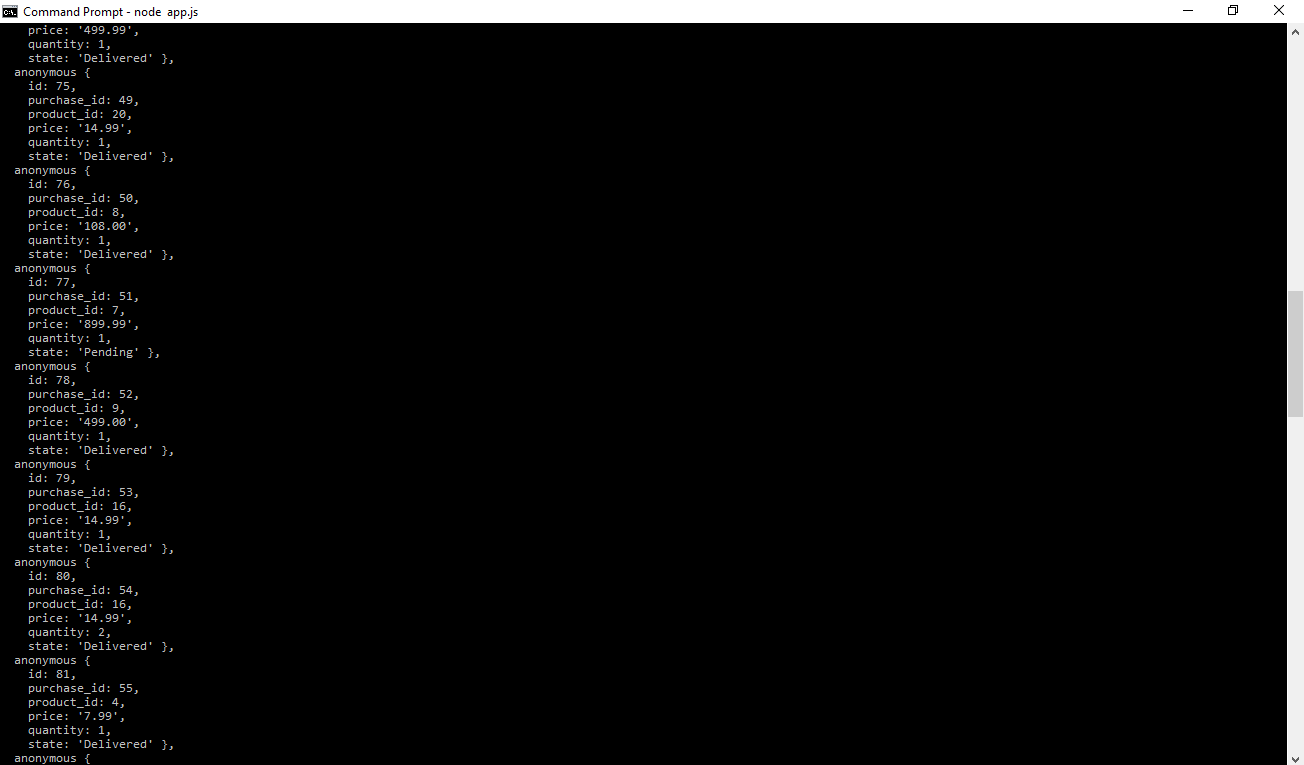 Command Prompt - node  app.js
price: '499.99',
quantity: 1,
state: 'Delivered' },
anonymous {
id: 75,
purchase_id: 49,
product_id: 20,
price: '14.99',
quantity: 1,
state: 'Delivered' },
anonymous {
id: 76,
purchase_id: 50,
product_id: 8,
price: '108.00',
quantity: 1,
state: 'Delivered' },
anonymous {
id: 77,
purchase_id: 51,
product_id: 7,
price: '899.99',
quantity: 1,
state: 'Pending' },
anonymous {
id: 78,
purchase_id: 52,
product_id: 9,
price: '499.00',
quantity: 1,
state: 'Delivered' },
anonymous {
id: 79,
purchase_id: 53,
product_id: 16,
price: '14.99',
quantity: 1,
state: 'Delivered' },
anonymous {
id: 80,
purchase_id: 54,
product_id: 16,
price: '14.99',
quantity: 2,
state: 'Delivered' },
anonymous {
id: 81,
purchase_id: 55,
product_id: 4,
price: '7.99',
quantity: 1,
state: 'Delivered' },
anonymous {